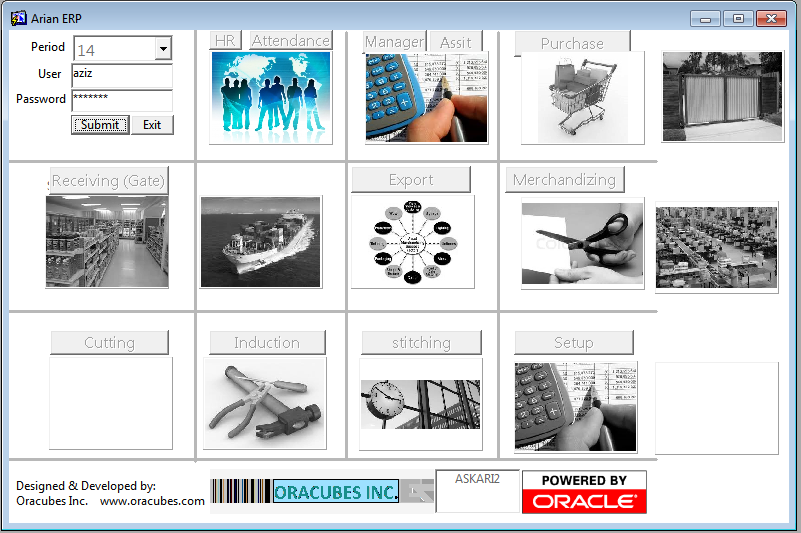 Arian ERP
Period 14
User aziz
Password *******
Submit Exit
HR Attendance
Manager Assit
Purchase
Receiving (Gate)
Export
Merchandizing
Cutting
Induction
stitching
Setup
Designed & Developed by:
Oracubes Inc. www.oracubes.com
ORACUBES INC.
ASKARI2
POWERED BY
ORACLE®